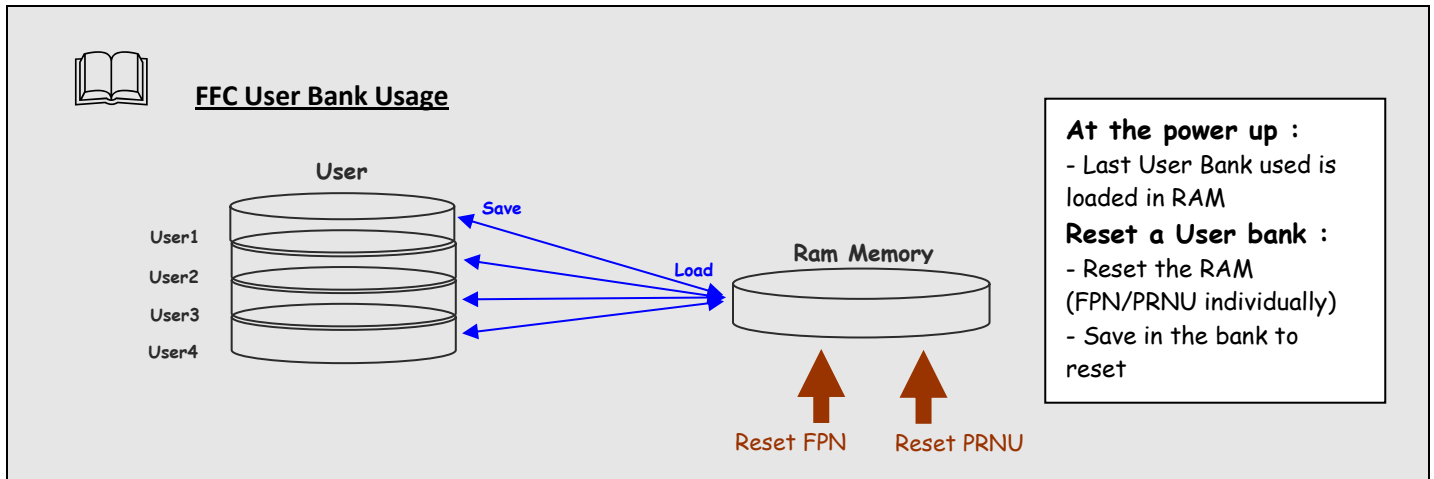 FFC User Bank Usage
User
User1
User2
User3
User4
Save
Load
Ram Memory
Reset FPN
Reset PRNU
At the power up :
- Last User Bank used is
loaded in RAM
Reset a User bank :
- Reset the RAM
(FPN/PRNU individually)
- Save in the bank to
reset